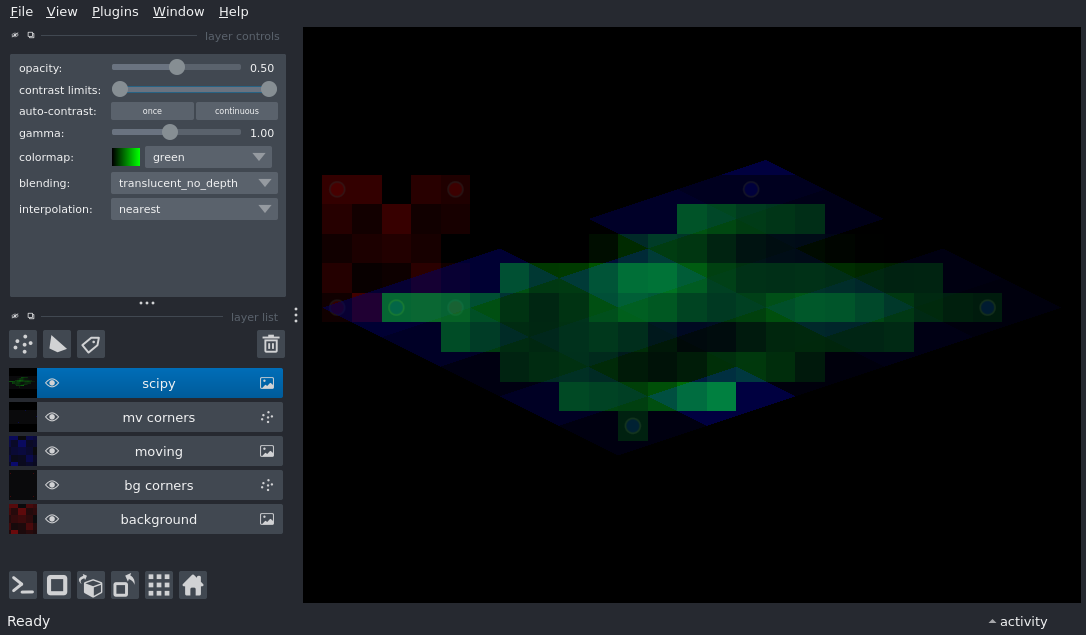 File View Plugins Window Help
layer controls
opacity: 0.50
contrast limits:
auto-contrast: once continuous
gamma: 1.00
colormap: green
blending: translucent_no_depth
interpolation: nearest
layer list
scipy
mv corners
moving
bg corners
background
Ready activity